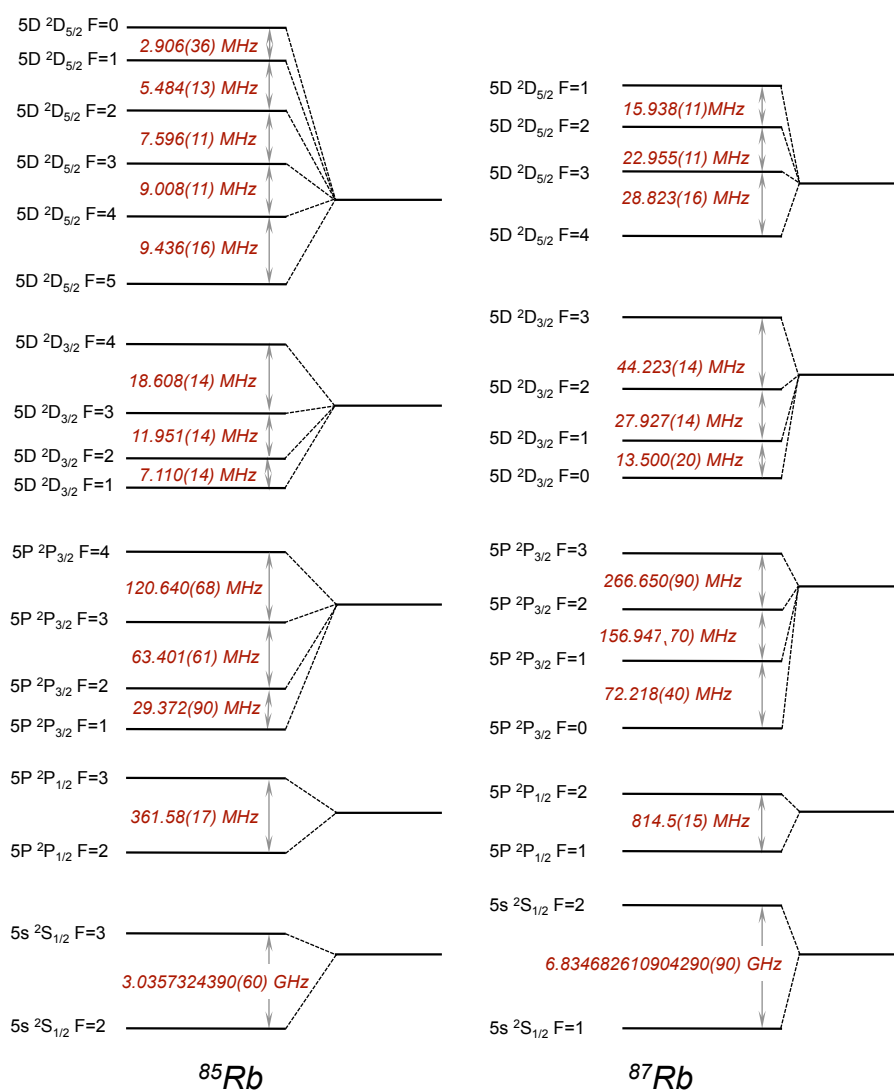 5D ²D₅/₂ F=0
2.906(36) MHz
5D ²D₅/₂ F=1
5.484(13) MHz
5D ²D₅/₂ F=2
7.596(11) MHz
5D ²D₅/₂ F=3
9.008(11) MHz
5D ²D₅/₂ F=4
9.436(16) MHz
5D ²D₅/₂ F=5
5D ²D₃/₂ F=4
18.608(14) MHz
5D ²D₃/₂ F=3
11.951(14) MHz
5D ²D₃/₂ F=2
7.110(14) MHz
5D ²D₃/₂ F=1
5P ²P₃/₂ F=4
120.640(68) MHz
5P ²P₃/₂ F=3
63.401(61) MHz
5P ²P₃/₂ F=2
29.372(90) MHz
5P ²P₃/₂ F=1
5P ²P₁/₂ F=3
361.58(17) MHz
5P ²P₁/₂ F=2
5s ²S₁/₂ F=3
3.0357324390(60) GHz
5s ²S₁/₂ F=2
⁸⁵Rb
5D ²D₅/₂ F=1
15.938(11)MHz
5D ²D₅/₂ F=2
22.955(11) MHz
5D ²D₅/₂ F=3
28.823(16) MHz
5D ²D₅/₂ F=4
5D ²D₃/₂ F=3
44.223(14) MHz
5D ²D₃/₂ F=2
27.927(14) MHz
5D ²D₃/₂ F=1
13.500(20) MHz
5D ²D₃/₂ F=0
5P ²P₃/₂ F=3
266.650(90) MHz
5P ²P₃/₂ F=2
156.947(70) MHz
5P ²P₃/₂ F=1
72.218(40) MHz
5P ²P₃/₂ F=0
5P ²P₁/₂ F=2
814.5(15) MHz
5P ²P₁/₂ F=1
5s ²S₁/₂ F=2
6.834682610904290(90) GHz
5s ²S₁/₂ F=1
⁸⁷Rb